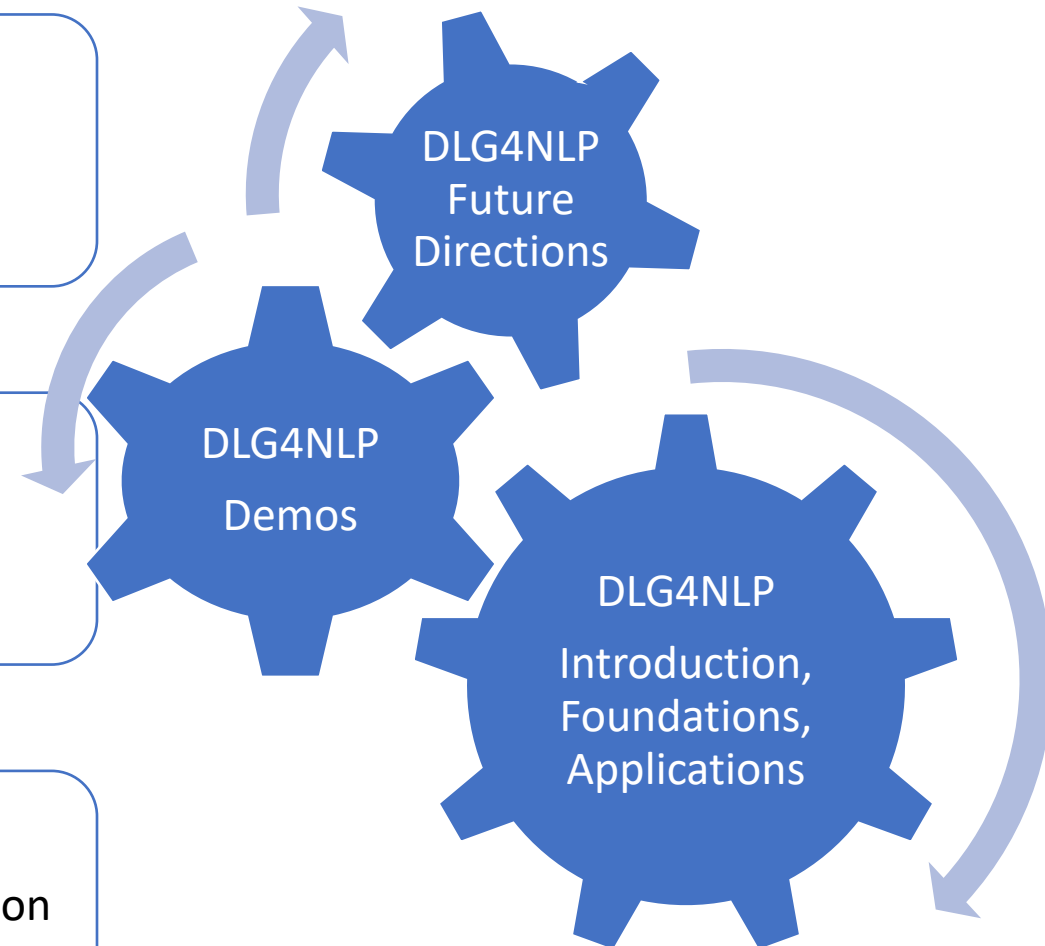 DLG4NLP
Future
Directions
DLG4NLP
Demos
DLG4NLP
Introduction,
Foundations,
Applications
on